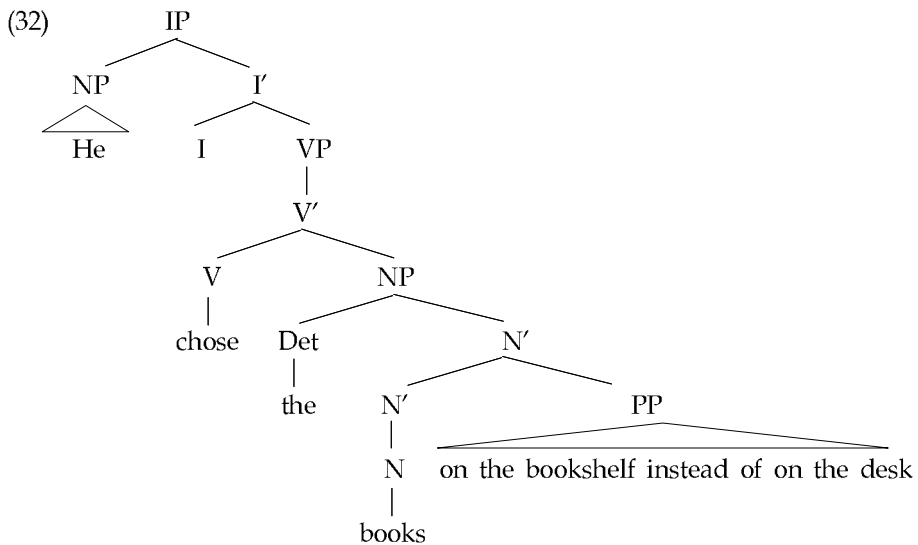 (32) IP
NP I′
He I VP
V′
V NP
chose Det N′
the N′ PP
N on the bookshelf instead of on the desk
books